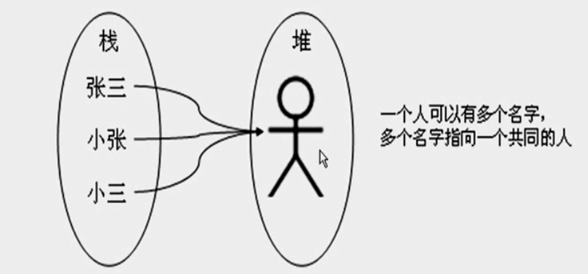 栈
堆
张三
小张
小三
一个人可以有多个名字，
多个名字指向一个共同的人